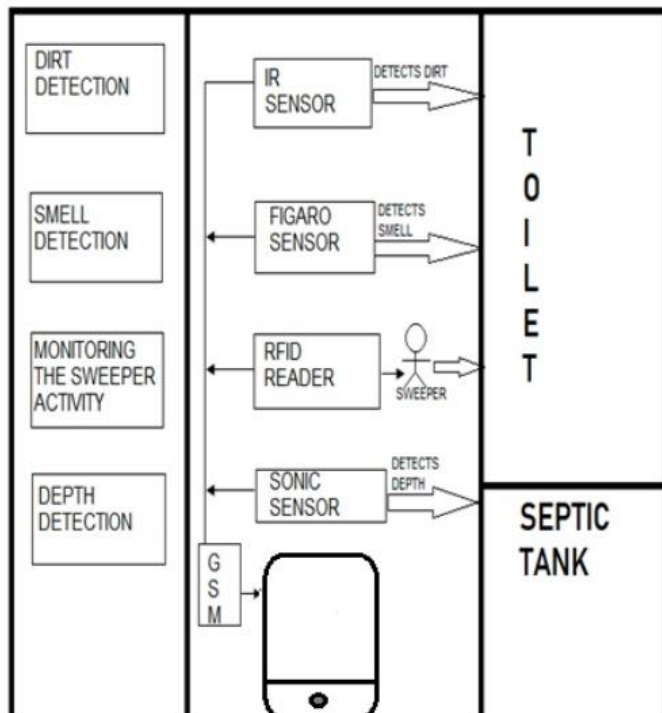 DIRT
DETECTION
SMELL
DETECTION
MONITORING
THE SWEEPER
ACTIVITY
DEPTH
DETECTION
IR
SENSOR
DETECTS DIRT
FIGARO
SENSOR
DETECTS
SMELL
RFID
READER
SWEEPER
SONIC
SENSOR
DETECTS
DEPTH
G
S
M
T
O
I
L
E
T
SEPTIC
TANK